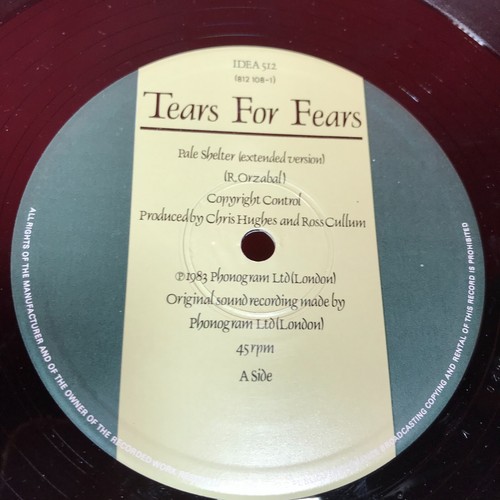 IDEA 512
(812 108-1)
Tears For Fears
Pale Shelter (extended version)
(R. Orzabal)
Copyright Control
Produced by Chris Hughes and Ross Cullum
℗1983 Phonogram Ltd (London)
Original sound recording made by
Phonogram Ltd (London)
45 rpm
A Side
ALL RIGHTS OF THE MANUFACTURER AND OF THE OWNER OF THE RECORDED WORK
BROADCASTING COPYING AND RENTAL OF THIS RECORD IS PROHIBITED